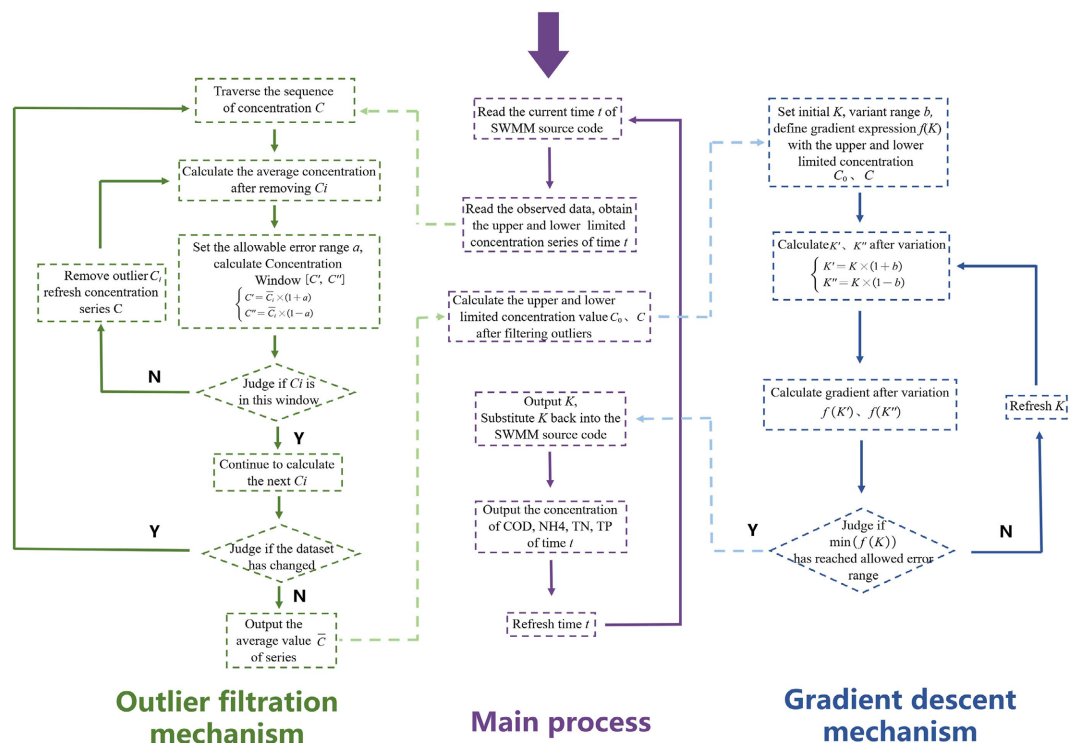 Traverse the sequence
of concentration C
Calculate the average concentration
after removing Ci
Set the allowable error range a,
calculate Concentration
Window [C′, C″]
C′ = C̅ᵢ × (1 + a)
C″ = C̅ᵢ × (1 − a)
Remove outlier Cᵢ
refresh concentration
series C
N
Judge if Ci is
in this window
Y
Continue to calculate
the next Ci
Y
Judge if the dataset
has changed
N
Output the
average value C̅
of series
Outlier filtration
mechanism
Read the current time t of
SWMM source code
Read the observed data, obtain
the upper and lower limited
concentration series of time t
Calculate the upper and lower
limited concentration value C₀、C
after filtering outliers
Output K,
Substitute K back into the
SWMM source code
Output the concentration
of COD, NH4, TN, TP
of time t
Refresh time t
Main process
Set initial K, variant range b,
define gradient expression f(K)
with the upper and lower
limited concentration
C₀、C
Calculate K′、K″ after variation
K′ = K × (1 + b)
K″ = K × (1 − b)
Calculate gradient after variation
f (K′)、f (K″)
Refresh K
Y
Judge if
min(f (K))
has reached allowed error
range
N
Gradient descent
mechanism